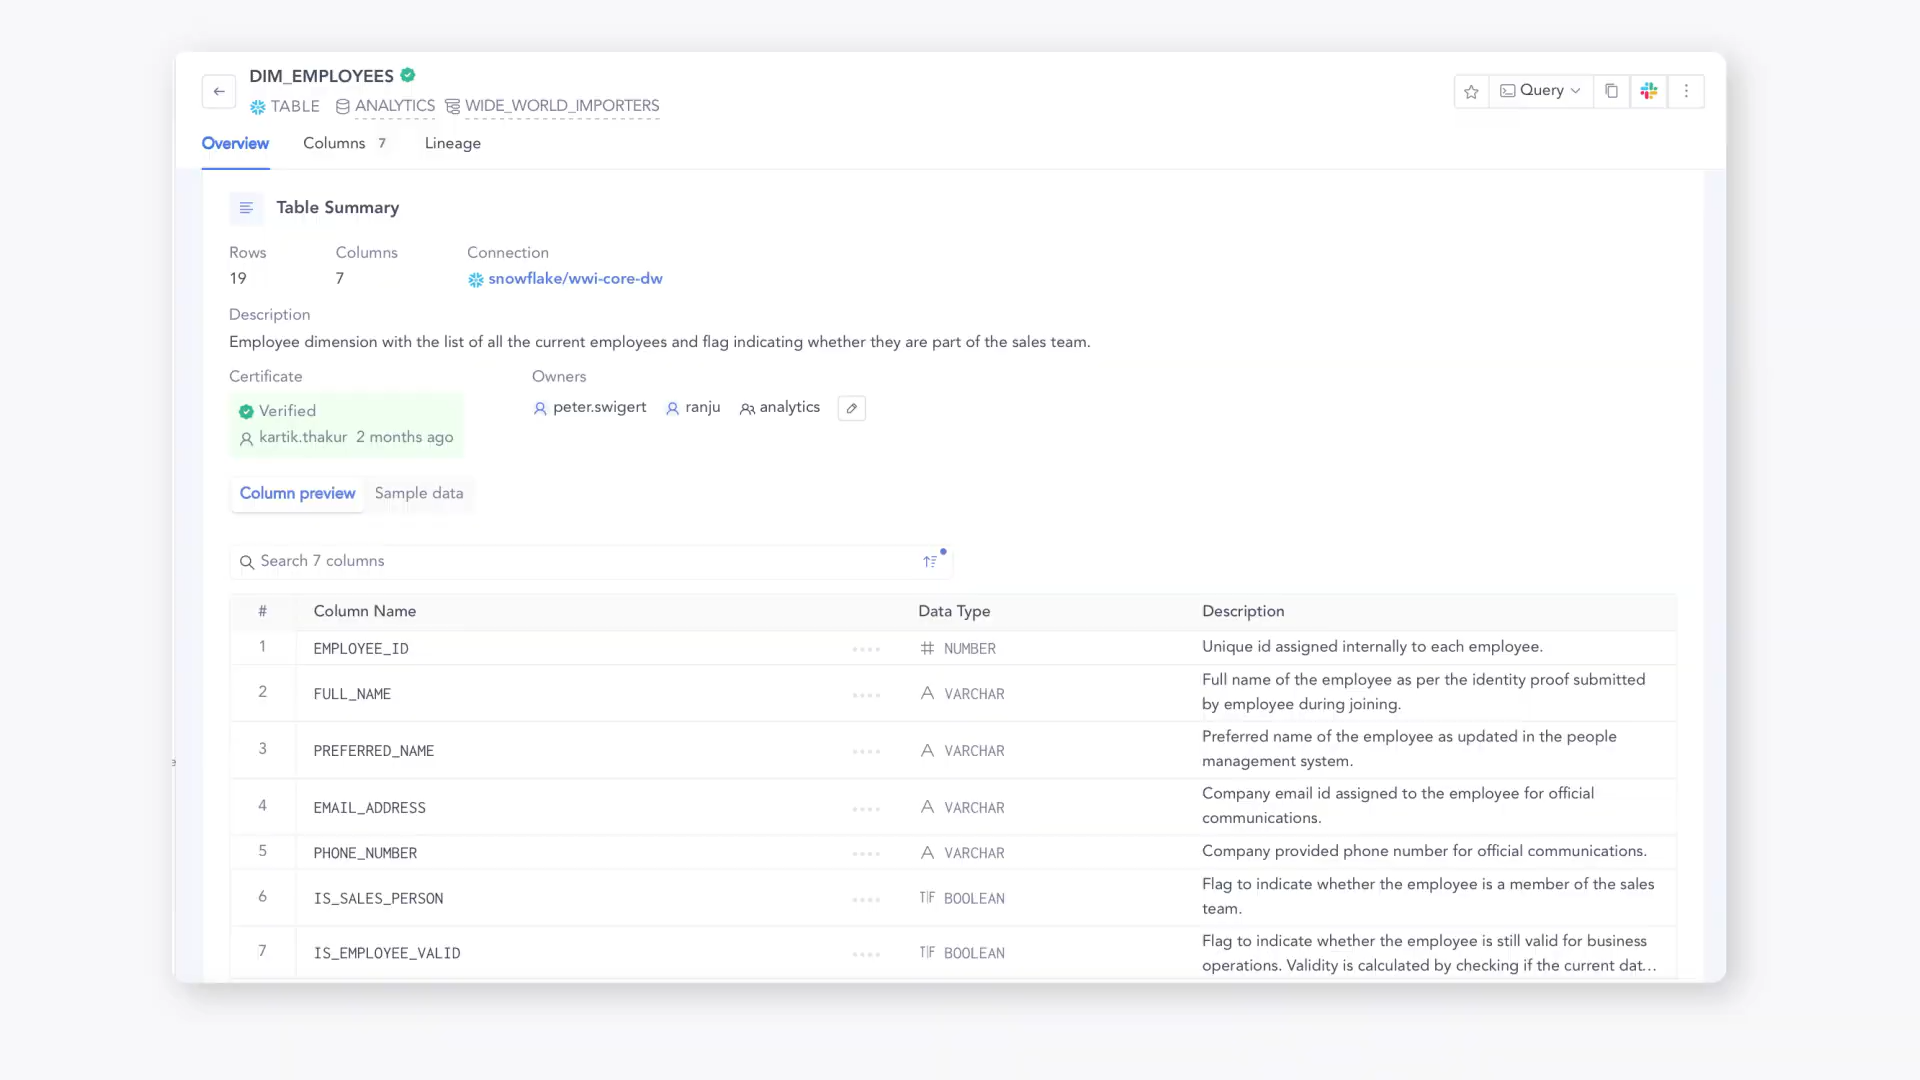 DIM_EMPLOYEES
TABLE ANALYTICS WIDE_WORLD_IMPORTERS
Query
Overview Columns 7 Lineage
Table Summary
Rows Columns Connection
19 7 snowflake/wwi-core-dw
Description
Employee dimension with the list of all the current employees and flag indicating whether they are part of the sales team.
Certificate Owners
Verified
peter.swigert ranju analytics
kartik.thakur 2 months ago
Column preview Sample data
Search 7 columns
# Column Name Data Type Description
1 EMPLOYEE_ID NUMBER Unique id assigned internally to each employee.
2 FULL_NAME VARCHAR Full name of the employee as per the identity proof submitted
by employee during joining.
3 PREFERRED_NAME VARCHAR Preferred name of the employee as updated in the people
management system.
4 EMAIL_ADDRESS VARCHAR Company email id assigned to the employee for official
communications.
5 PHONE_NUMBER VARCHAR Company provided phone number for official communications.
6 IS_SALES_PERSON BOOLEAN Flag to indicate whether the employee is a member of the sales
team.
7 IS_EMPLOYEE_VALID BOOLEAN Flag to indicate whether the employee is still valid for business
operations. Validity is calculated by checking if the current dat...